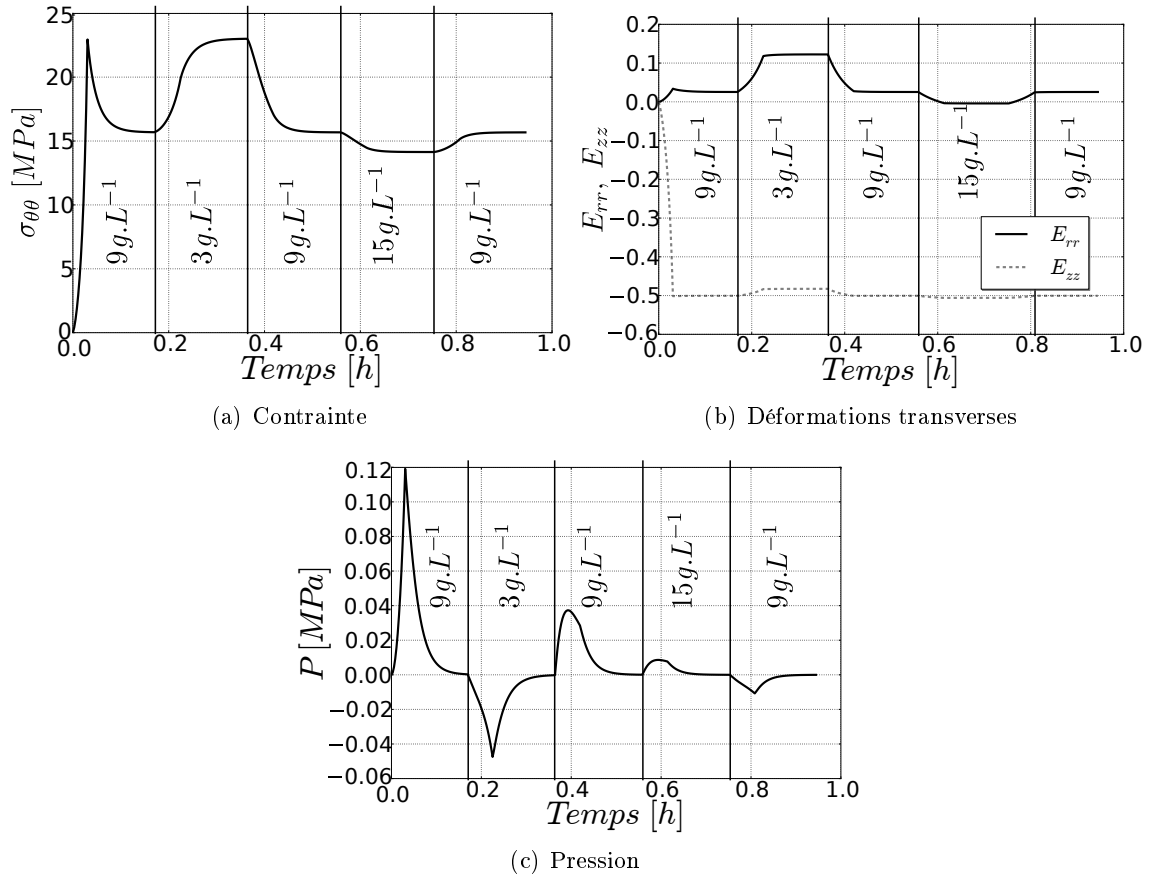 25
20
15
10
5
0
σθθ [MPa]
9g.L−1
3g.L−1
9g.L−1
15g.L−1
9g.L−1
0.0 0.2 0.4 0.6 0.8 1.0
Temps [h]
(a) Contrainte
0.2
0.1
0.0
−0.1
−0.2
−0.3
−0.4
−0.5
−0.6
Err, Ezz
9g.L−1
3g.L−1
9g.L−1
15g.L−1
9g.L−1
Err
Ezz
0.0 0.2 0.4 0.6 0.8 1.0
Temps [h]
(b) Déformations transverses
0.12
0.10
0.08
0.06
0.04
0.02
0.00
−0.02
−0.04
−0.06
P [MPa]
9g.L−1
3g.L−1
9g.L−1
15g.L−1
9g.L−1
0.0 0.2 0.4 0.6 0.8 1.0
Temps [h]
(c) Pression